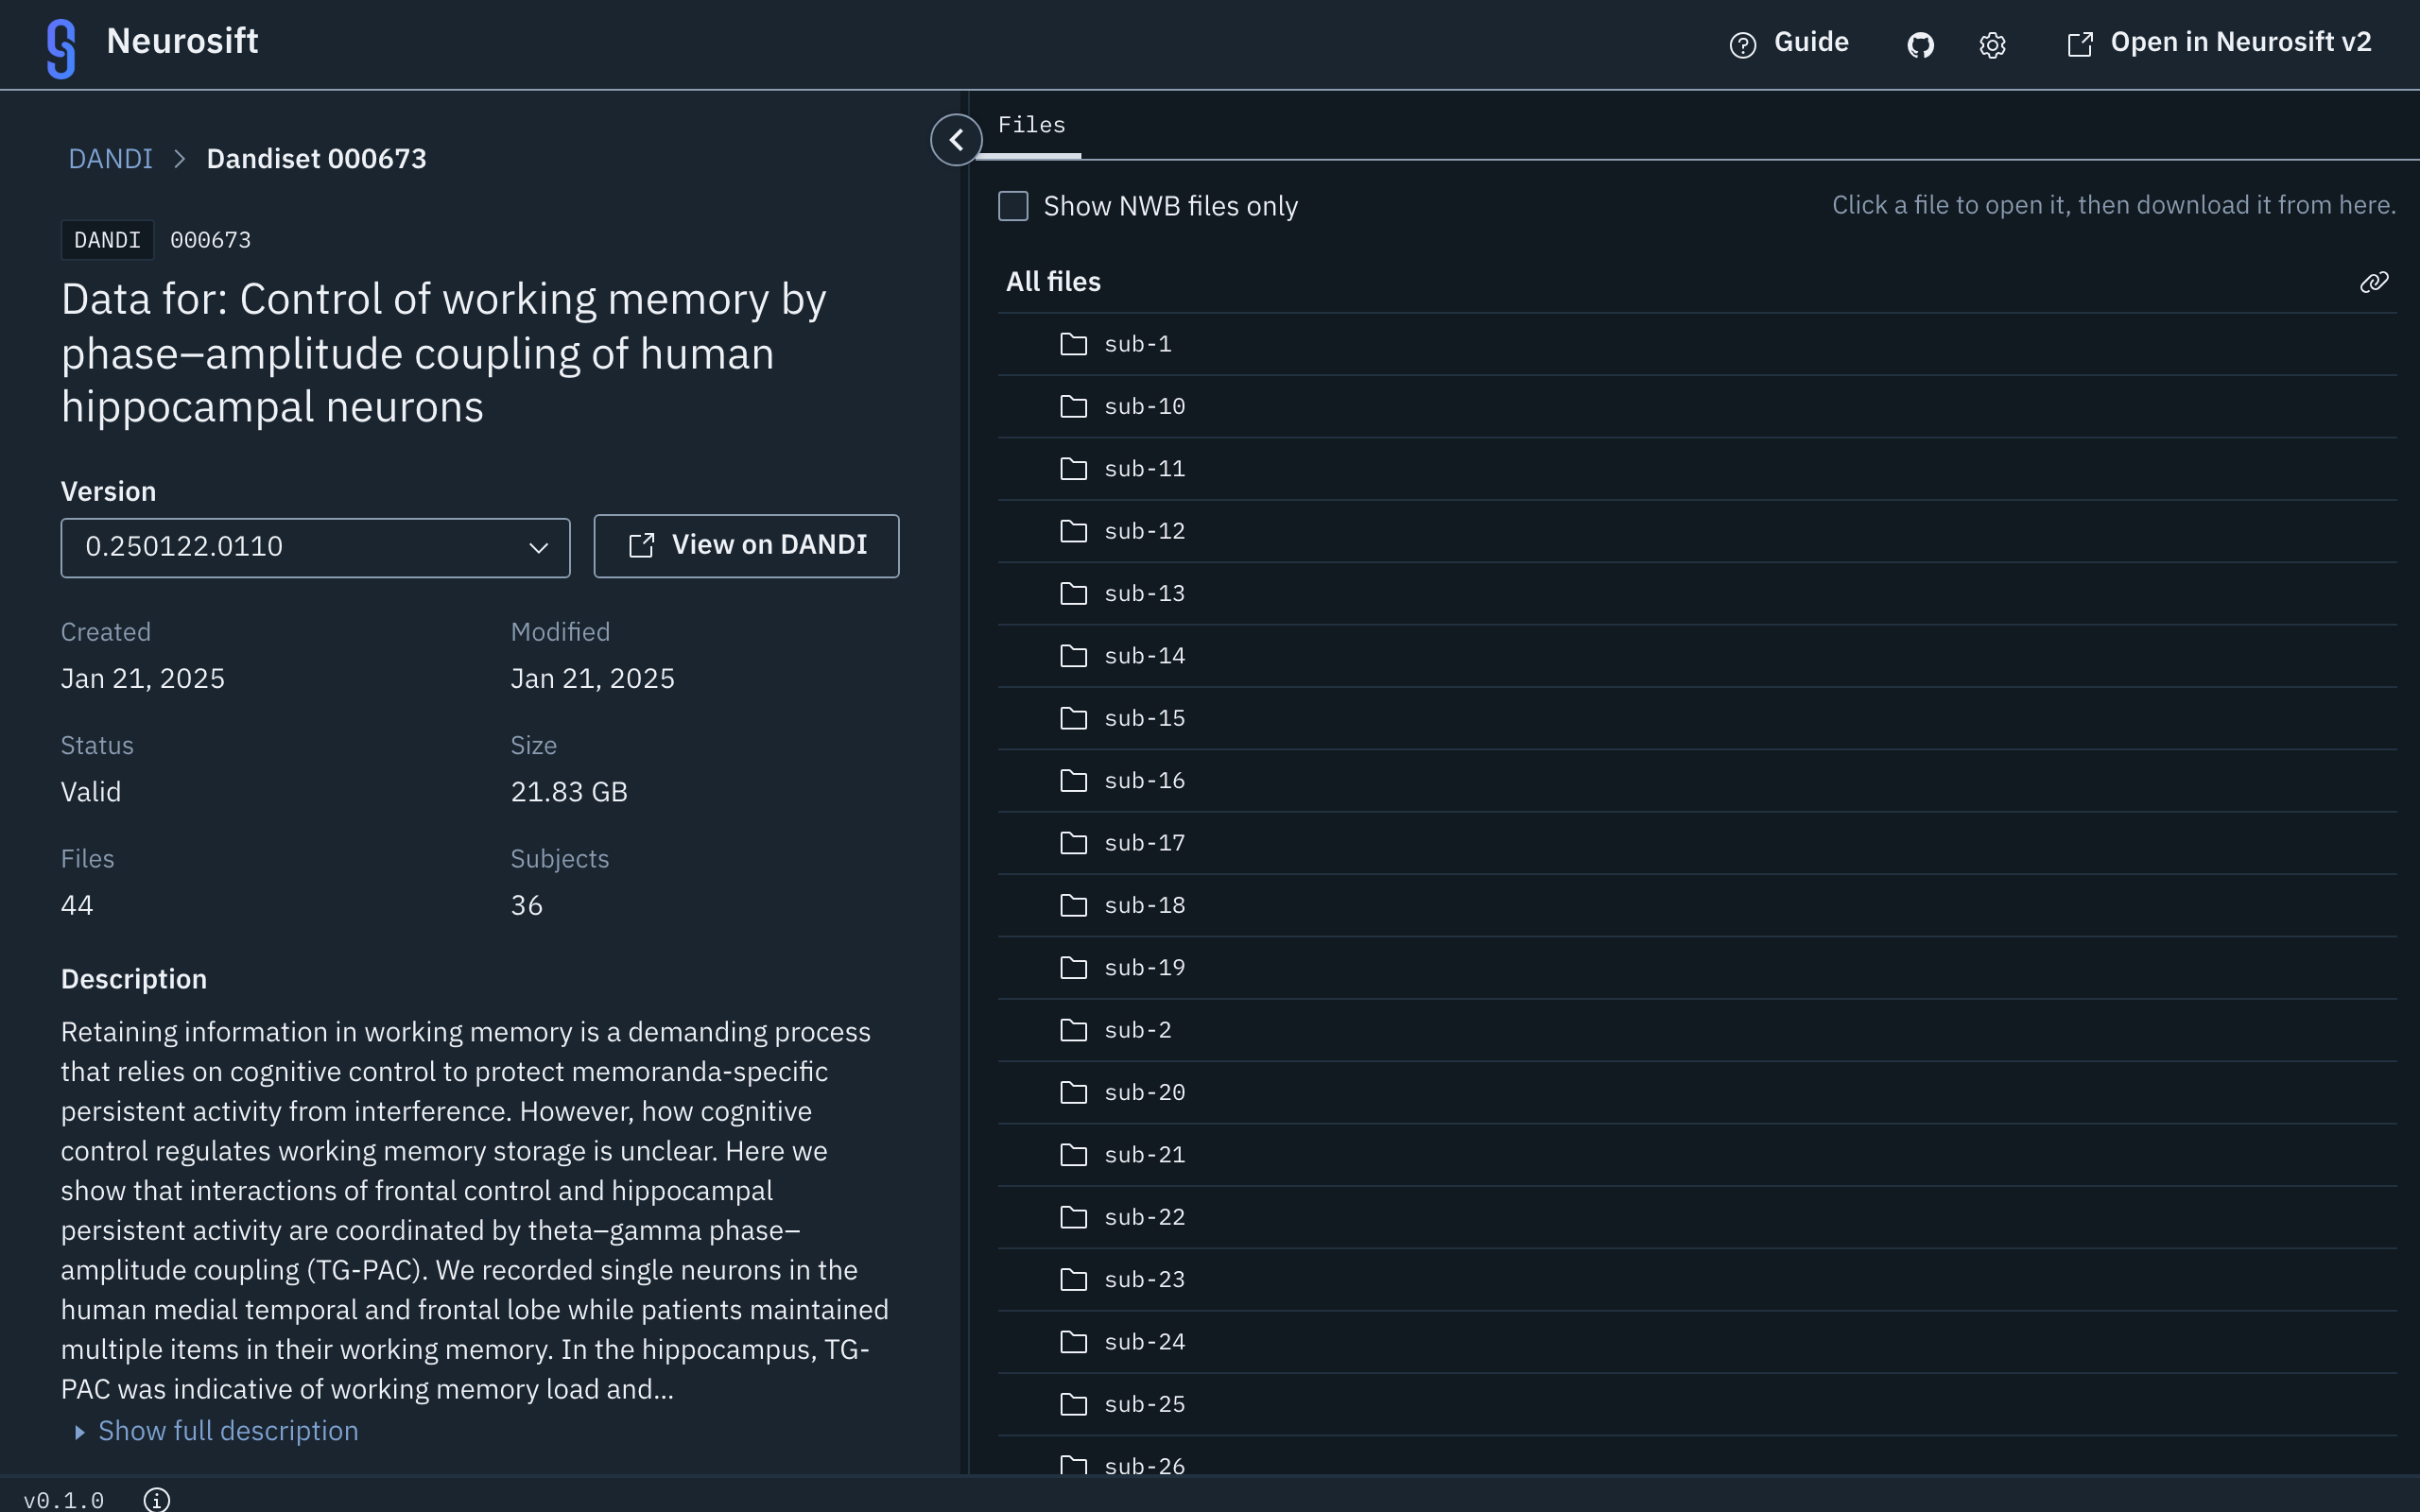 Neurosift
Guide
Open in Neurosift v2
DANDI > Dandiset 000673
DANDI 000673
Data for: Control of working memory by
phase–amplitude coupling of human
hippocampal neurons
Version
0.250122.0110
View on DANDI
Created
Modified
Jan 21, 2025
Jan 21, 2025
Status
Size
Valid
21.83 GB
Files
Subjects
44
36
Description
Retaining information in working memory is a demanding process
that relies on cognitive control to protect memoranda-specific
persistent activity from interference. However, how cognitive
control regulates working memory storage is unclear. Here we
show that interactions of frontal control and hippocampal
persistent activity are coordinated by theta–gamma phase–
amplitude coupling (TG-PAC). We recorded single neurons in the
human medial temporal and frontal lobe while patients maintained
multiple items in their working memory. In the hippocampus, TG-
PAC was indicative of working memory load and...
Show full description
Files
Show NWB files only
Click a file to open it, then download it from here.
All files
sub-1
sub-10
sub-11
sub-12
sub-13
sub-14
sub-15
sub-16
sub-17
sub-18
sub-19
sub-2
sub-20
sub-21
sub-22
sub-23
sub-24
sub-25
sub-26
v0.1.0